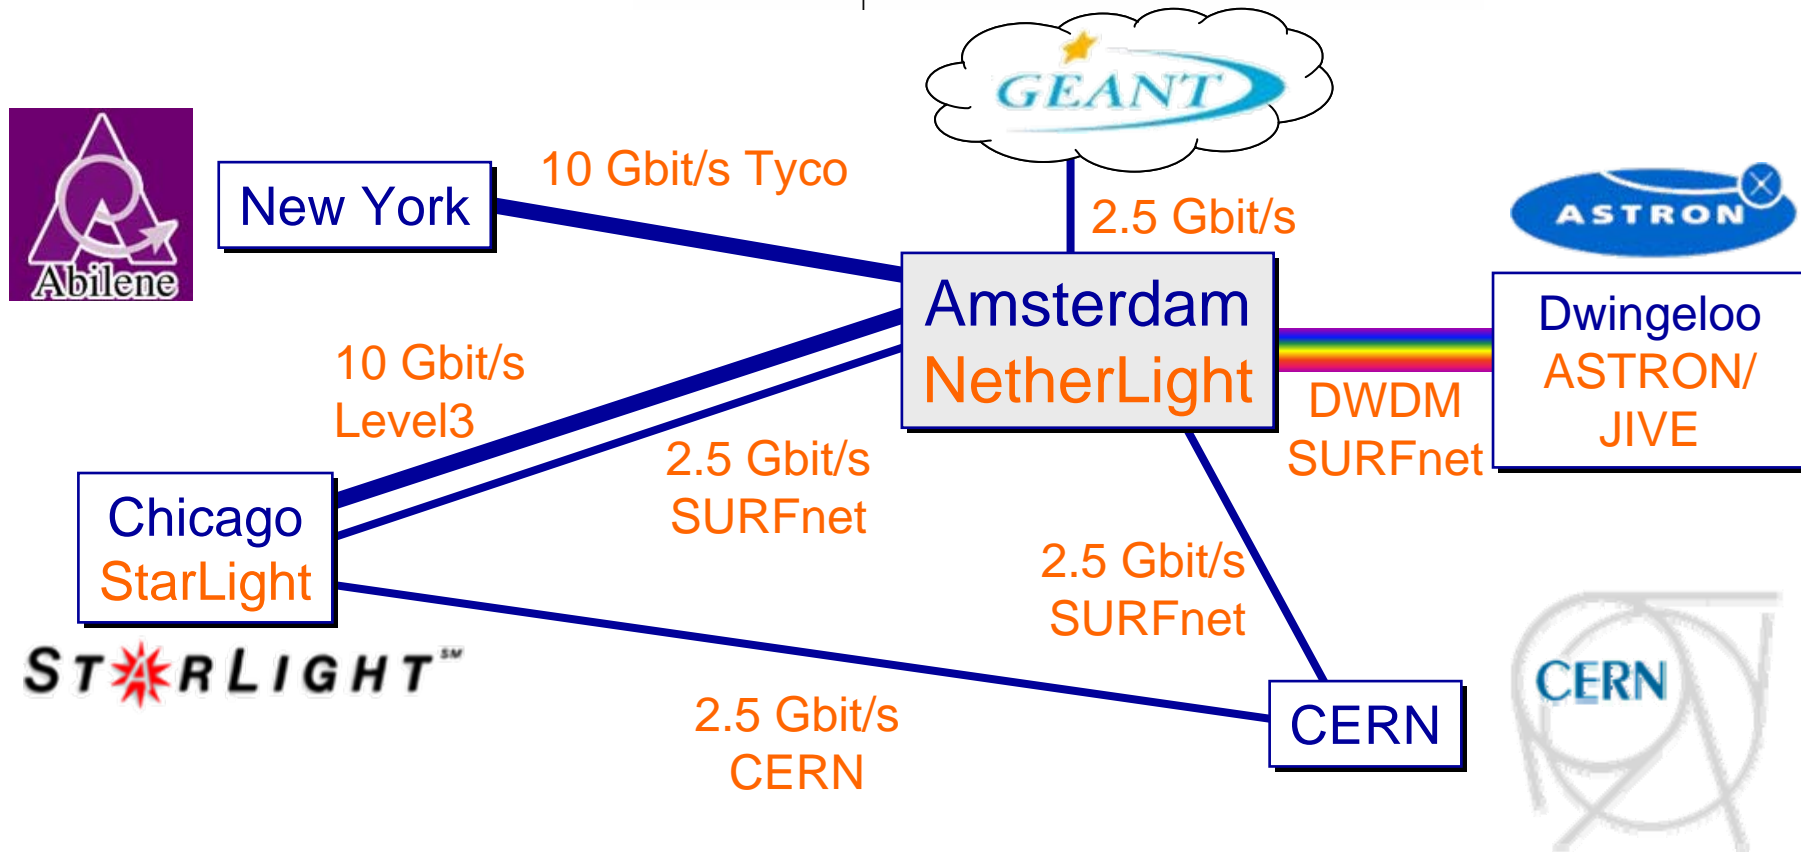 GEANT
Abilene
New York
10 Gbit/s Tyco
2.5 Gbit/s
ASTRON
Amsterdam
NetherLight
Dwingeloo
ASTRON/
JIVE
DWDM
SURFnet
10 Gbit/s
Level3
2.5 Gbit/s
SURFnet
Chicago
StarLight
STARLIGHT℠
2.5 Gbit/s
SURFnet
2.5 Gbit/s
CERN
CERN
CERN